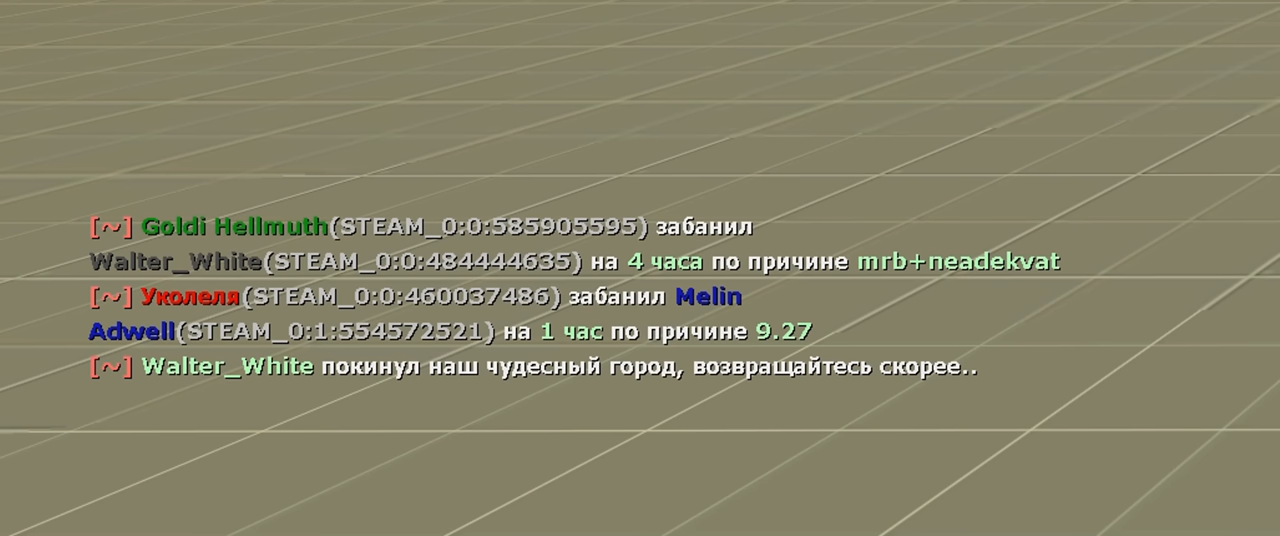 [~] Goldi Hellmuth(STEAM_0:0:585905595) забанил
Walter_White(STEAM_0:0:484444635) на 4 часа по причине mrb+neadekvat
[~] Уколеля(STEAM_0:0:460037486) забанил Melin
Adwell(STEAM_0:1:554572521) на 1 час по причине 9.27
[~] Walter_White покинул наш чудесный город, возвращайтесь скорее..